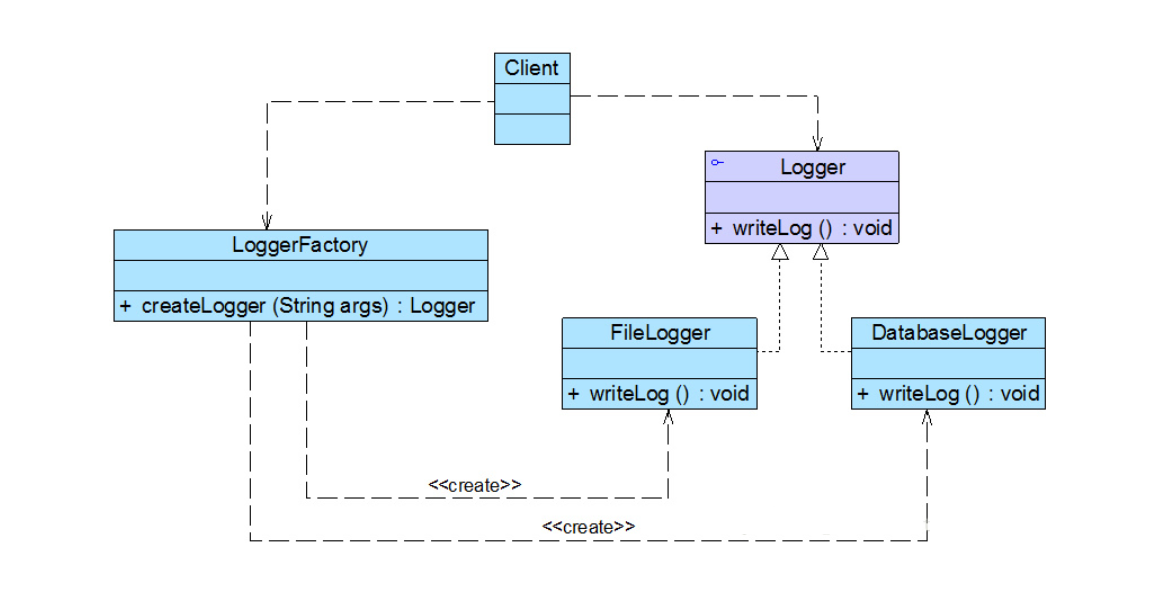 Client
Logger
+ writeLog () : void
LoggerFactory
+ createLogger (String args) : Logger
FileLogger
+ writeLog () : void
DatabaseLogger
+ writeLog () : void
<<create>>
<<create>>